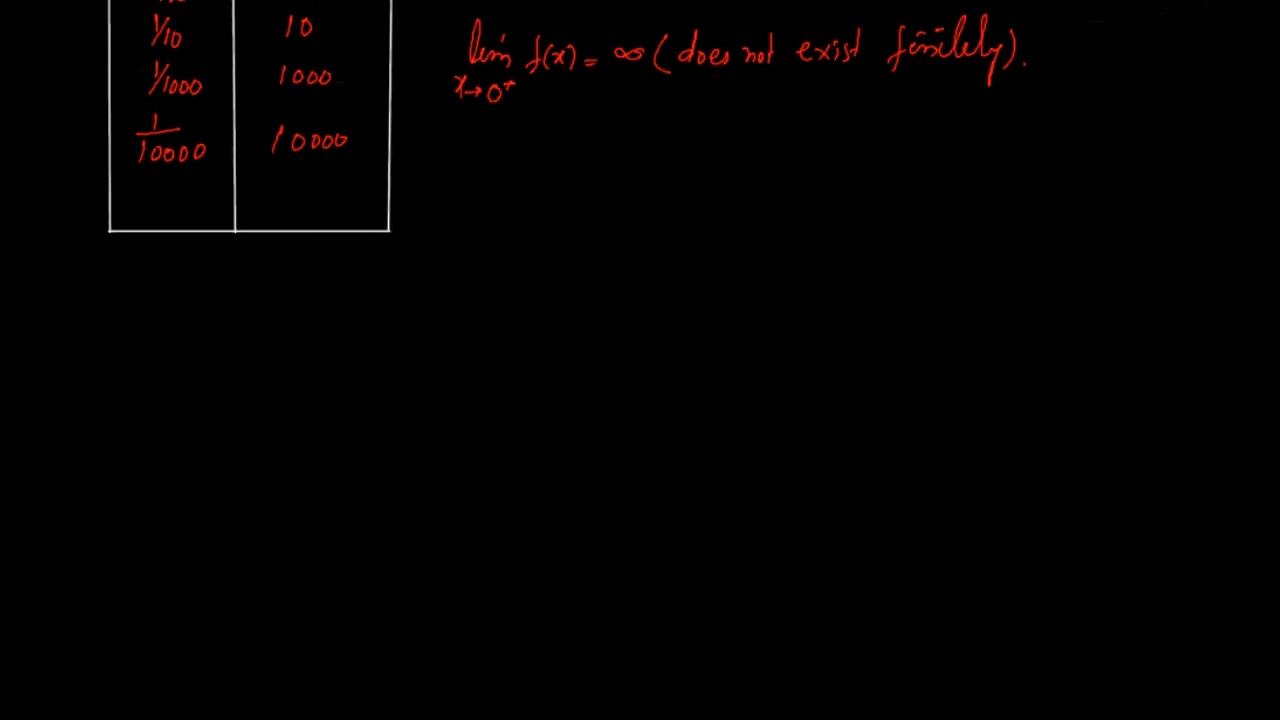 1/10 10
1/1000 1000
1/10000 10000
lim f(x) = ∞ (does not exist finitely).
x→0⁺